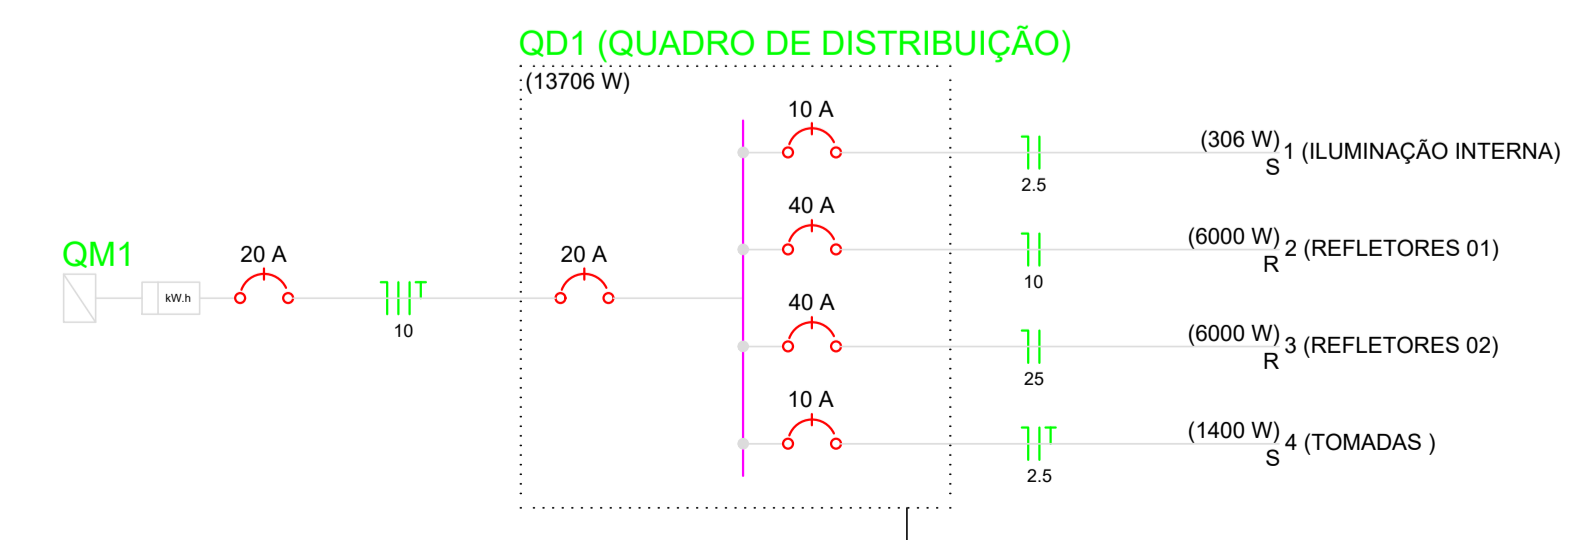 QD1 (QUADRO DE DISTRIBUIÇÃO)
(13706 W)
10 A
(306 W)
S
1 (ILUMINAÇÃO INTERNA)
2.5
40 A
(6000 W)
R
2 (REFLETORES 01)
10
QM1
kW.h
20 A
10
20 A
40 A
(6000 W)
R
3 (REFLETORES 02)
25
10 A
(1400 W)
S
4 (TOMADAS )
2.5